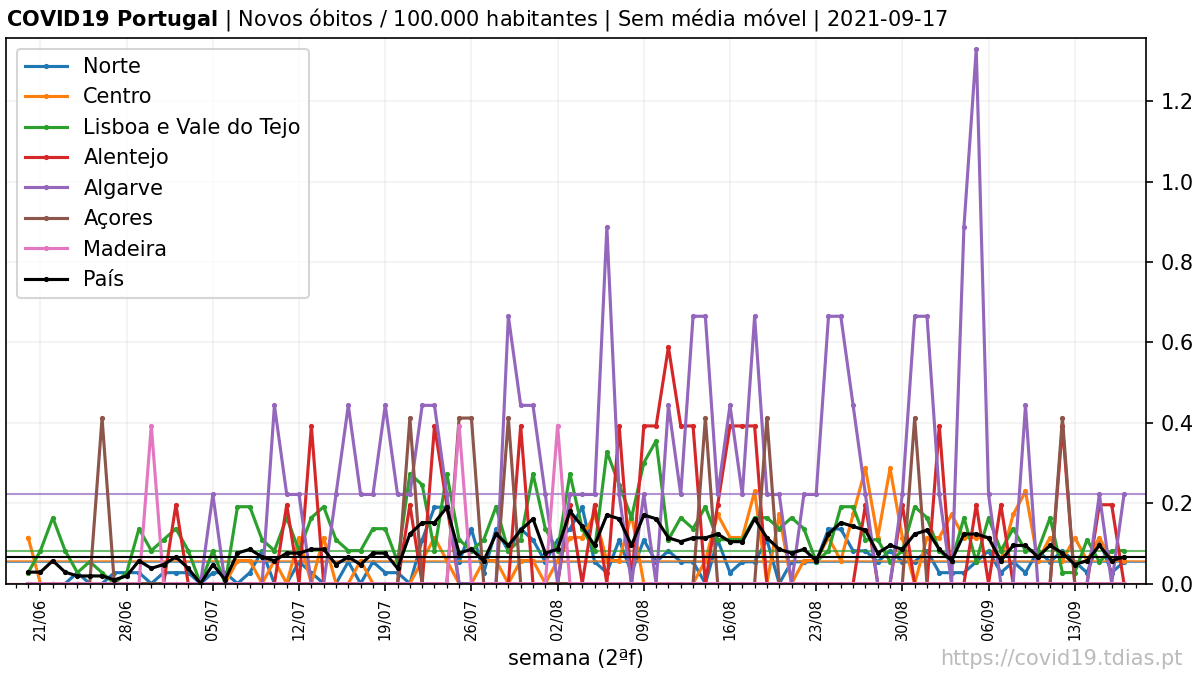 COVID19 Portugal | Novos óbitos / 100.000 habitantes | Sem média móvel | 2021-09-17
Norte
Centro
Lisboa e Vale do Tejo
Alentejo
Algarve
Açores
Madeira
País
1.2
1.0
0.8
0.6
0.4
0.2
0.0
21/06 28/06 05/07 12/07 19/07 26/07 02/08 09/08 16/08 23/08 30/08 06/09 13/09
semana (2ªf)
https://covid19.tdias.pt